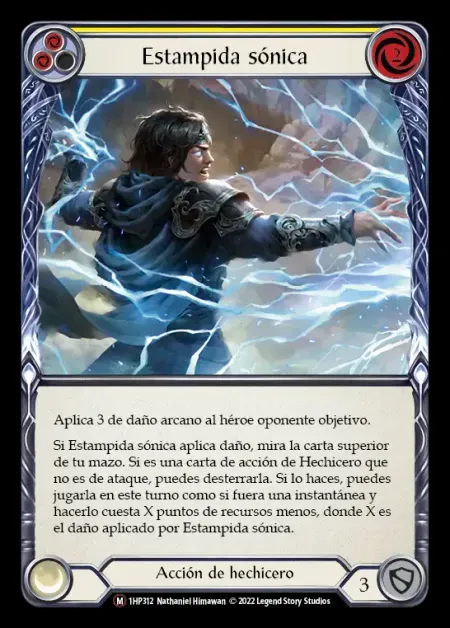 Estampida sónica
2
Aplica 3 de daño arcano al héroe oponente objetivo.
Si Estampida sónica aplica daño, mira la carta superior
de tu mazo. Si es una carta de acción de Hechicero que
no es de ataque, puedes desterrarla. Si lo haces, puedes
jugarla en este turno como si fuera una instantánea y
hacerlo cuesta X puntos de recursos menos, donde X es
el daño aplicado por Estampida sónica.
Acción de hechicero
3
M 1HP312 Nathaniel Himawan © 2022 Legend Story Studios